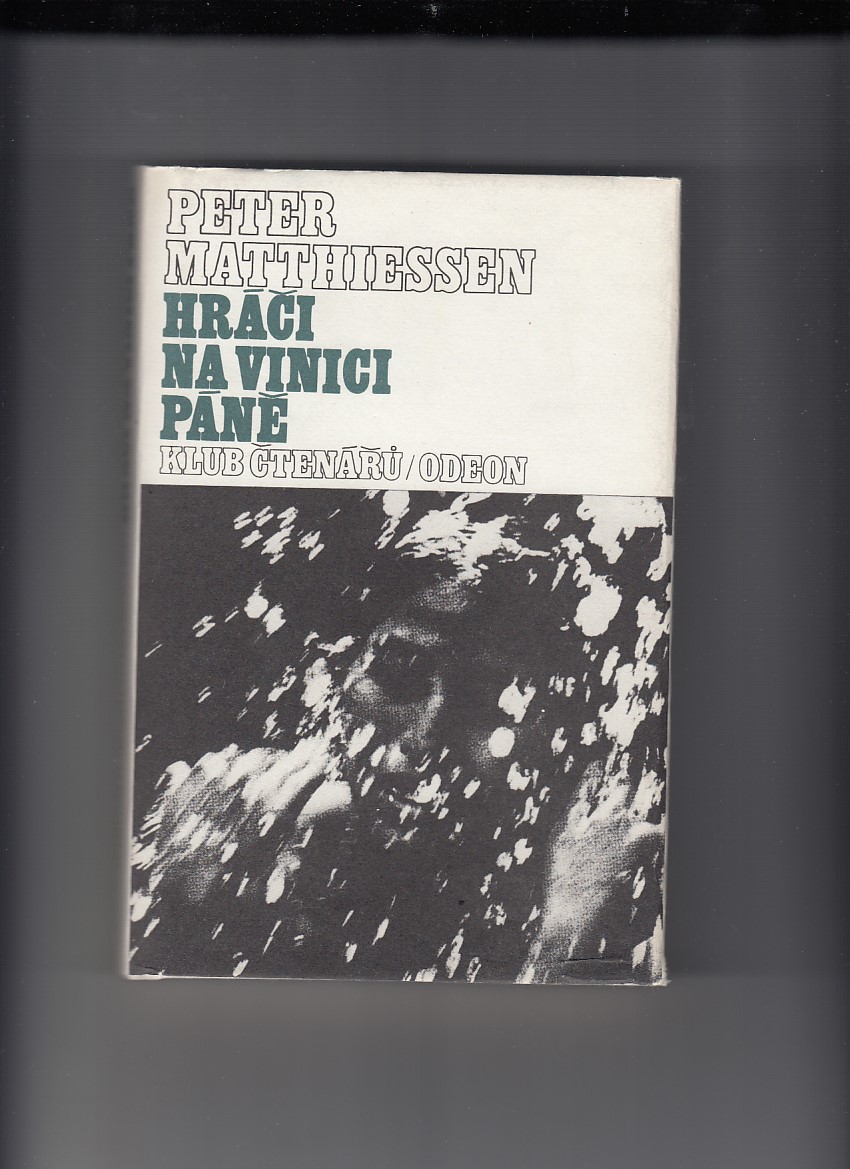 PETER
MATTHIESSEN
HRÁČI
NA VINICI
PÁNĚ
KLUB ČTENÁŘŮ/ODEON